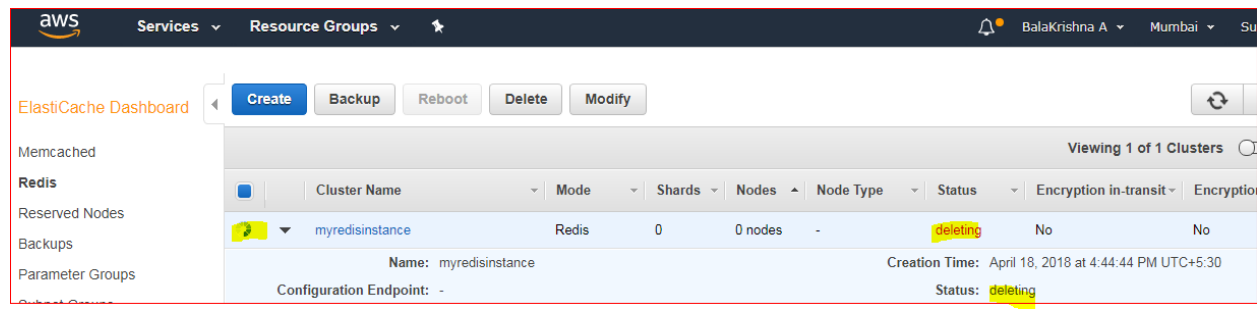 aws Services Resource Groups BalaKrishna A Mumbai Su
ElastiCache Dashboard
Create Backup Reboot Delete Modify
Memcached
Redis
Reserved Nodes
Backups
Parameter Groups
Viewing 1 of 1 Clusters
Cluster Name Mode Shards Nodes Node Type Status Encryption in-transit Encryption
myredisinstance Redis 0 0 nodes - deleting No No
Name: myredisinstance Creation Time: April 18, 2018 at 4:44:44 PM UTC+5:30
Configuration Endpoint: - Status: deleting